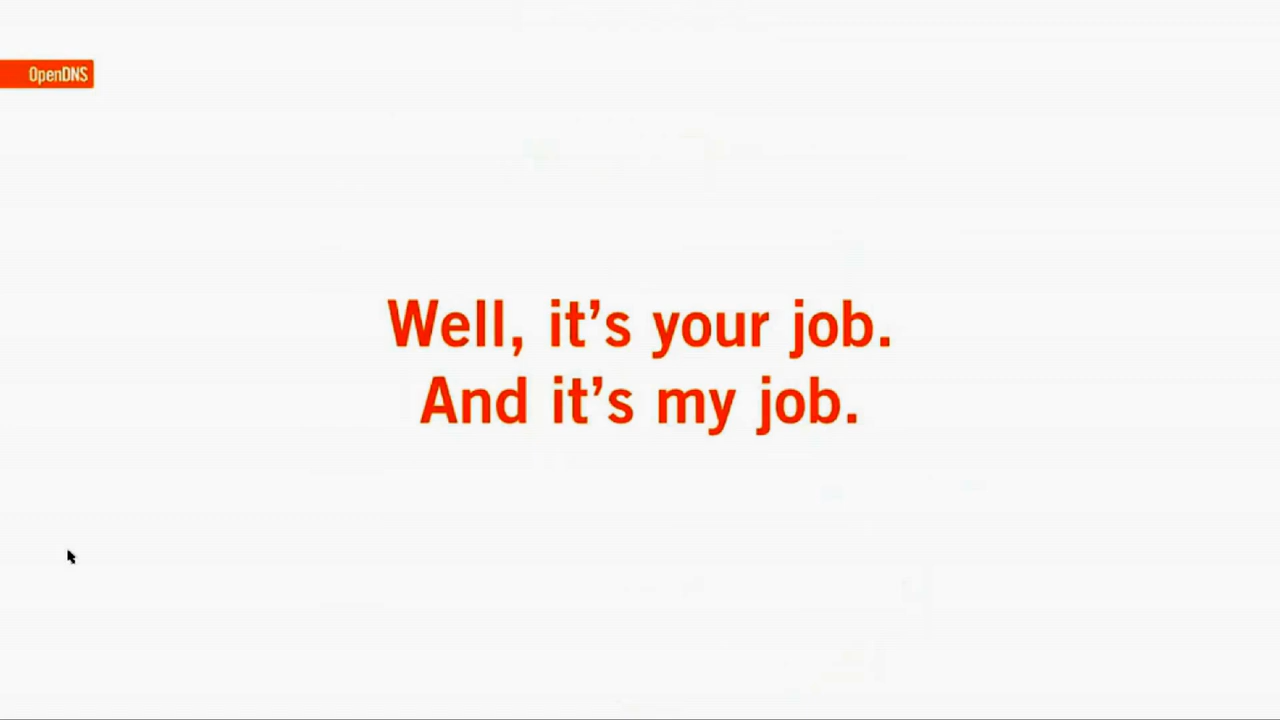 OpenDNS
Well, it’s your job.
And it’s my job.